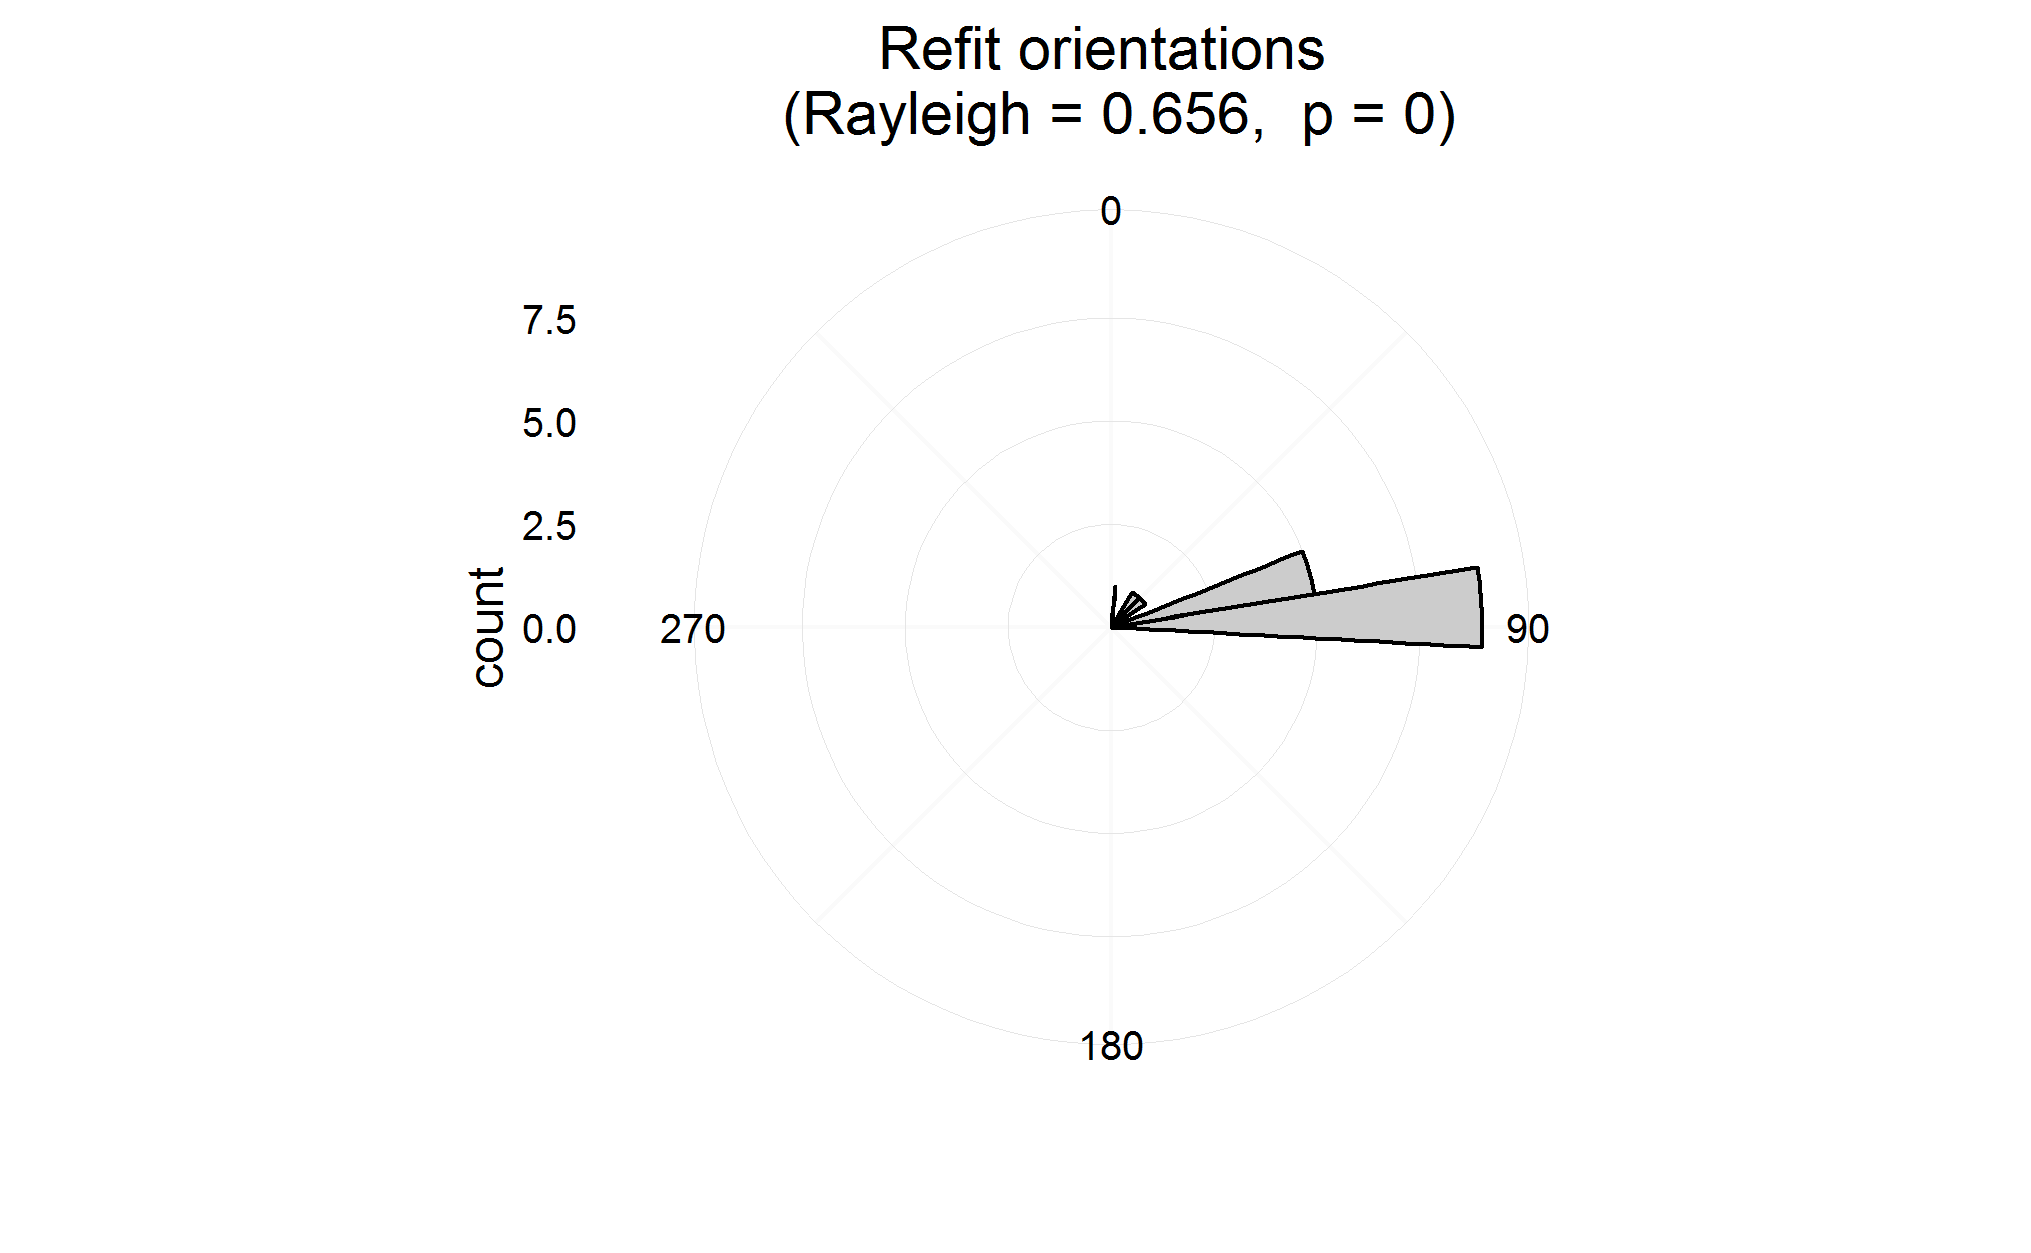 Refit orientations
(Rayleigh = 0.656,  p = 0)
0
7.5
5.0
2.5
0.0
count
270
90
180